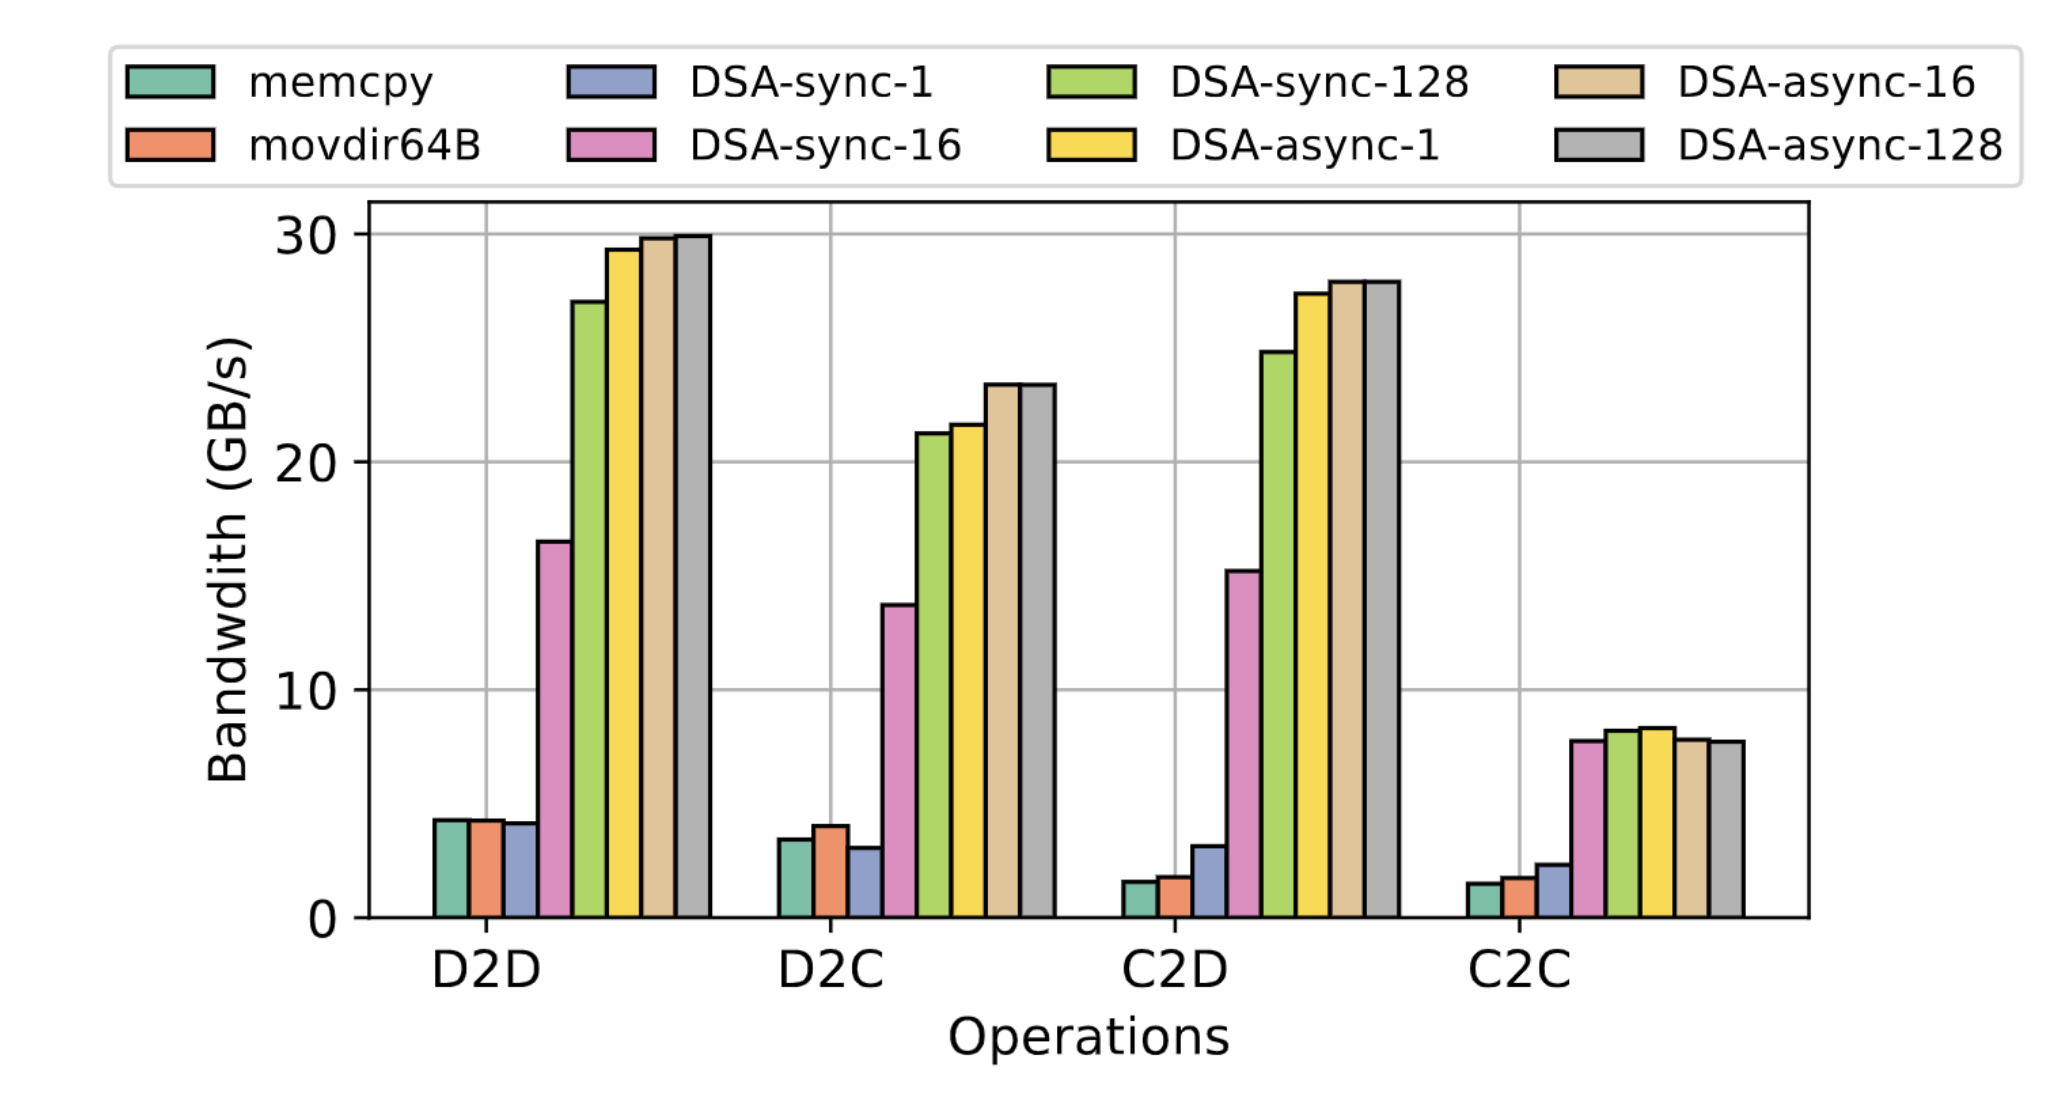 memcpy DSA-sync-1 DSA-sync-128 DSA-async-16
movdir64B DSA-sync-16 DSA-async-1 DSA-async-128
30
20
10
0
Bandwdith (GB/s)
D2D D2C C2D C2C
Operations